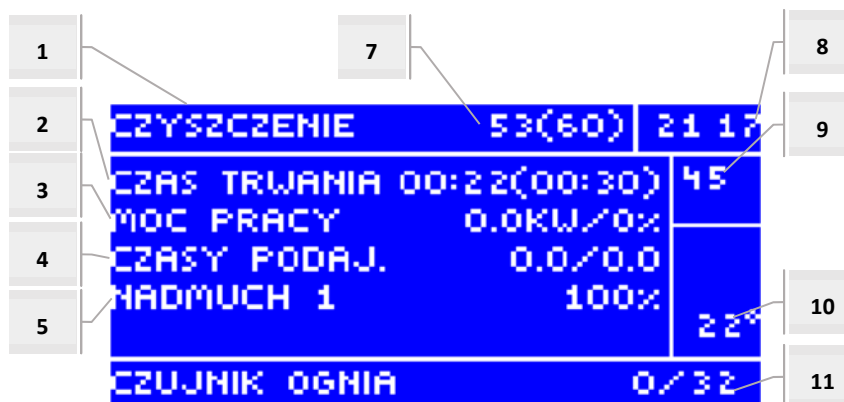 1
7
8
2
9
3
4
5
10
11
CZYSZCZENIE 53(60) 21 17
CZAS TRWANIA 00:22(00:30) 45
MOC PRACY 0.0KW/0%
CZASY PODAJ. 0.0/0.0
NADMUCH 1 100%
22°
CZUJNIK OGNIA 0/32